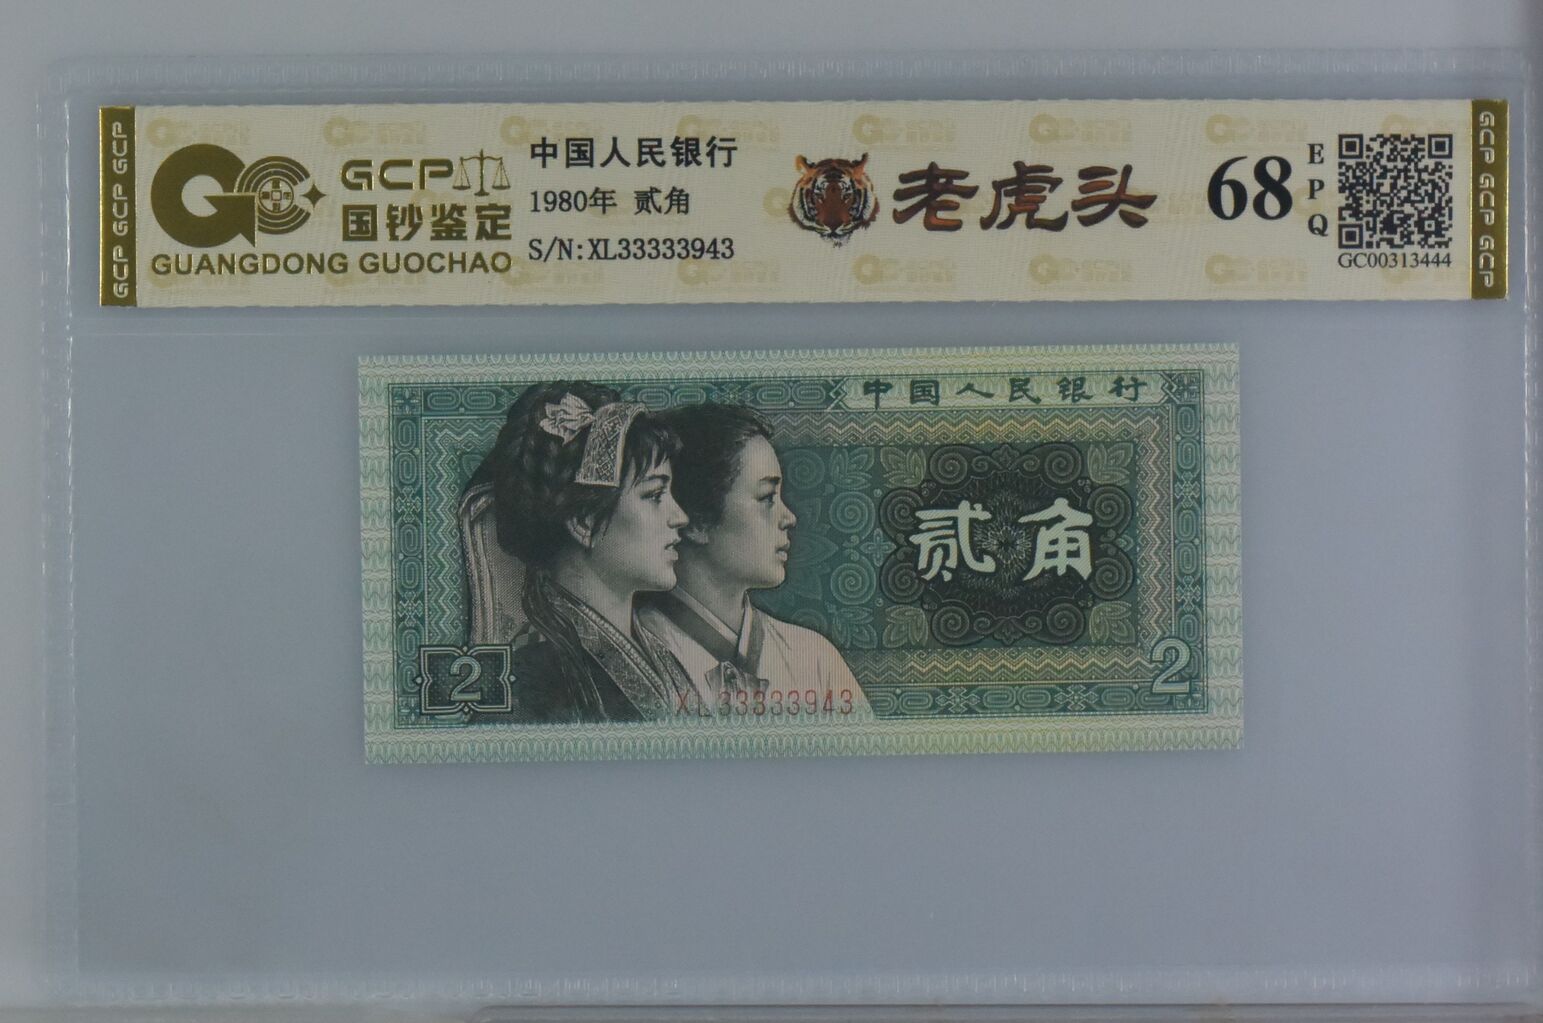 GCP GCP GCP
GCP
国钞鉴定
GUANGDONG GUOCHAO
中国人民银行
1980年 贰角
S/N:XL33333943
老虎头
68
EPQ
GC00313444
GCP GCP GCP
中国人民银行
贰角
2
XL33333943
2